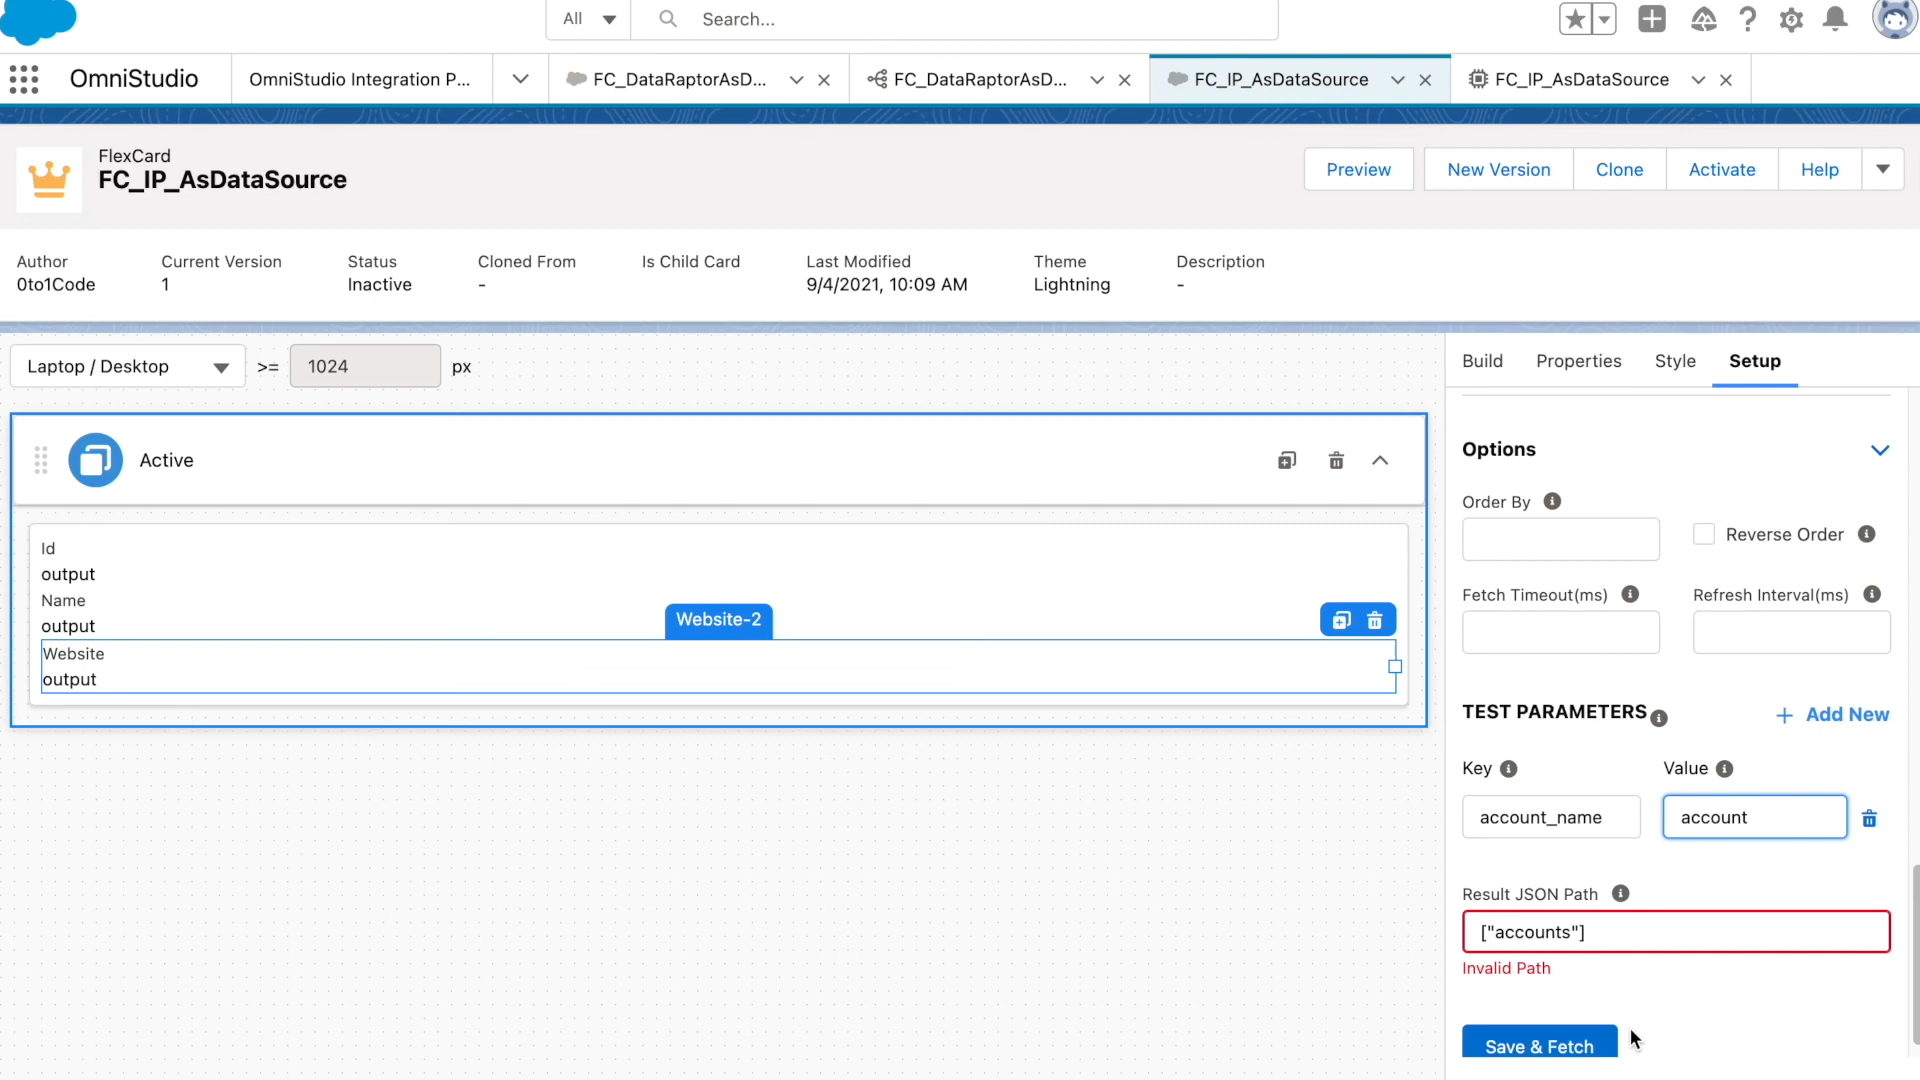 All
Search...
OmniStudio
OmniStudio Integration P...
FC_DataRaptorAsD...
FC_DataRaptorAsD...
FC_IP_AsDataSource
FC_IP_AsDataSource
FlexCard
FC_IP_AsDataSource
Preview
New Version
Clone
Activate
Help
Author
Current Version
Status
Cloned From
Is Child Card
Last Modified
Theme
Description
0to1Code
1
Inactive
-
9/4/2021, 10:09 AM
Lightning
-
Laptop / Desktop
>=
1024
px
Build
Properties
Style
Setup
Active
Id
output
Name
output
Website-2
Website
output
Options
Order By
Reverse Order
Fetch Timeout(ms)
Refresh Interval(ms)
TEST PARAMETERS
+ Add New
Key
Value
account_name
account
Result JSON Path
["accounts"]
Invalid Path
Save & Fetch